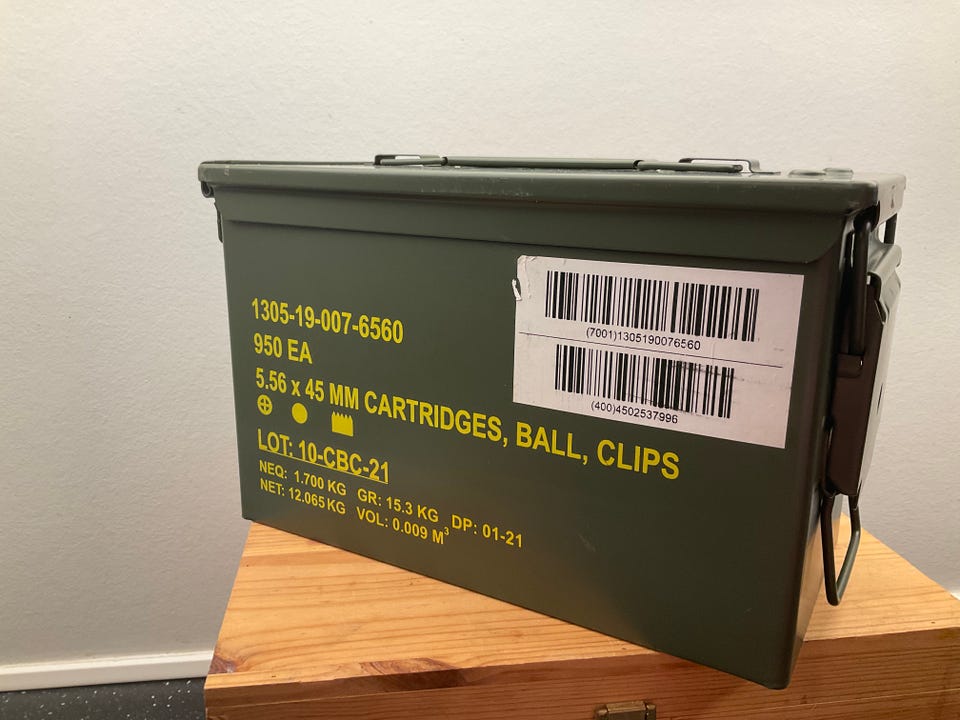 1305-19-007-6560
950 EA
5.56 x 45 MM CARTRIDGES, BALL, CLIPS
LOT: 10-CBC-21
NEQ: 1.700 KG GR: 15.3 KG DP: 01-21
NET: 12.065 KG VOL: 0.009 M³
(7001)1305190076560
(400)4502537996